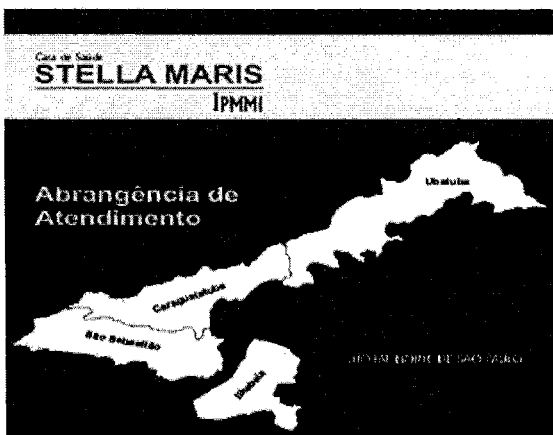 Casa de Saúde
STELLA MARIS
IPMMI
Abrangência de
Atendimento
Ubatuba
Caraguatatuba
São Sebastião
Ilhabela
LITORAL NORTE DE SÃO PAULO